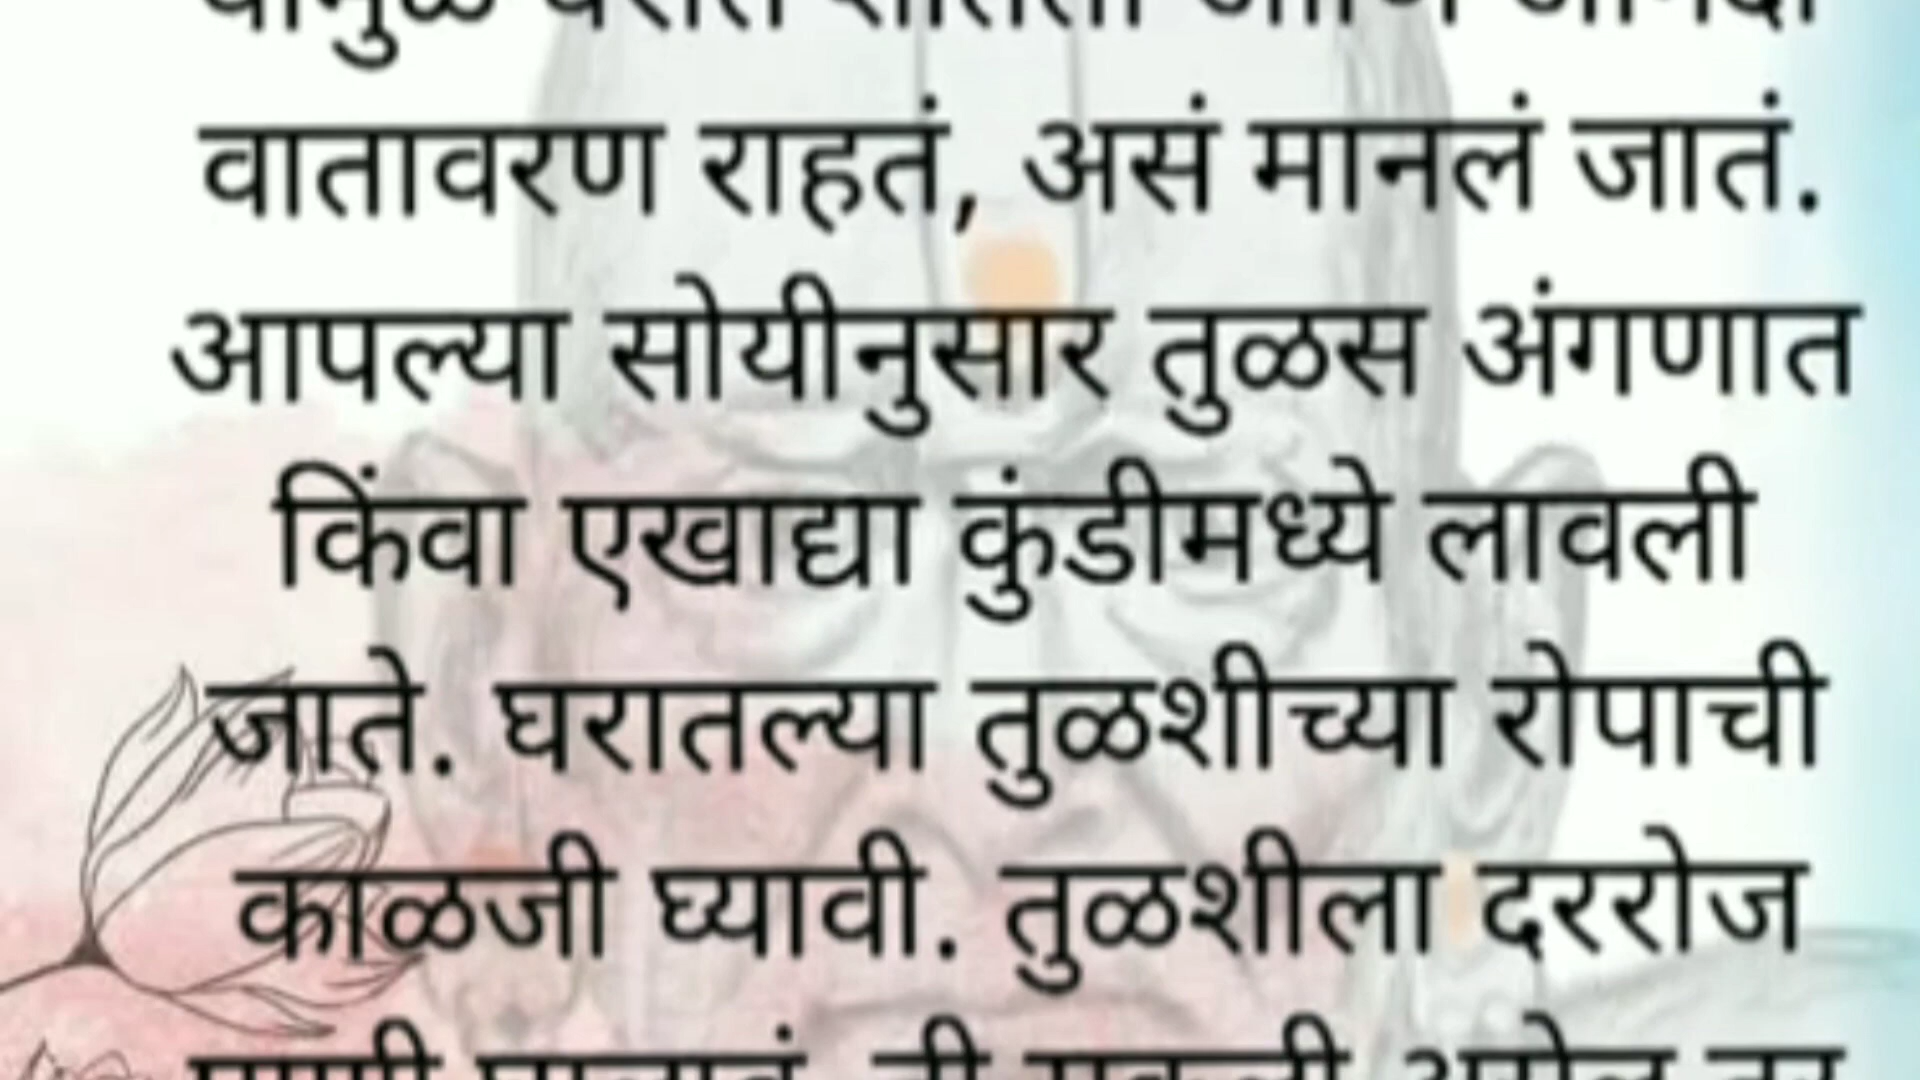 वातावरण राहतं, असं मानलं जातं.
आपल्या सोयीनुसार तुळस अंगणात
किंवा एखाद्या कुंडीमध्ये लावली
जाते. घरातल्या तुळशीच्या रोपाची
काळजी घ्यावी. तुळशीला दररोज